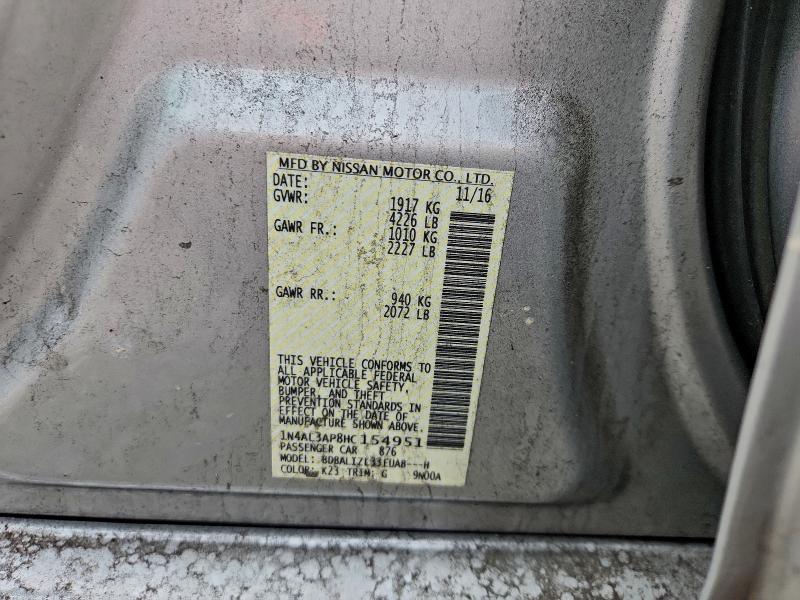 MFD BY NISSAN MOTOR CO., LTD.
DATE: 11/16
GVWR: 1917 KG
4226 LB
GAWR FR.: 1010 KG
2227 LB
GAWR RR.: 940 KG
2072 LB
THIS VEHICLE CONFORMS TO
ALL APPLICABLE FEDERAL
MOTOR VEHICLE SAFETY,
BUMPER, AND THEFT
PREVENTION STANDARDS IN
EFFECT ON THE DATE OF
MANUFACTURE SHOWN ABOVE.
1N4AL3AP8HC154951
PASSENGER CAR 876
MODEL: BDBALIZL33EUAB---H
COLOR: K23 TRIM: G 9N00A